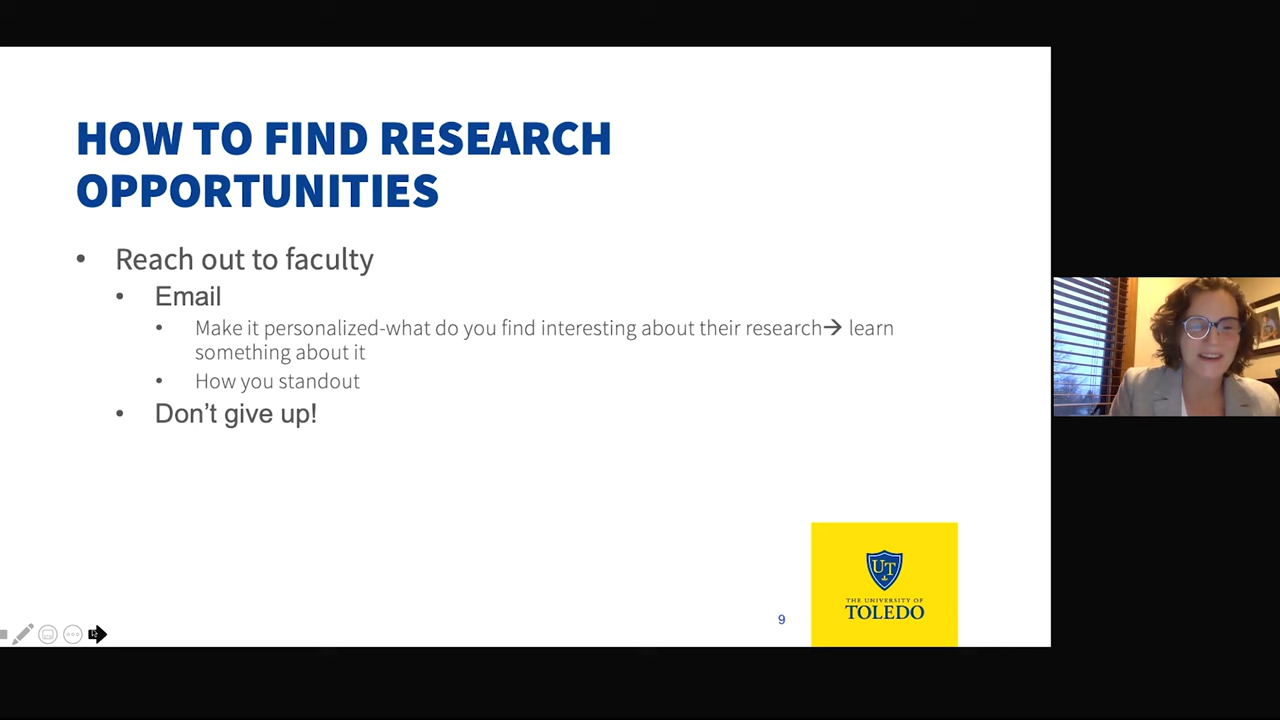 HOW TO FIND RESEARCH
OPPORTUNITIES
• Reach out to faculty
• Email
• Make it personalized-what do you find interesting about their research→ learn
something about it
• How you standout
• Don't give up!
UT
THE UNIVERSITY OF
TOLEDO
9